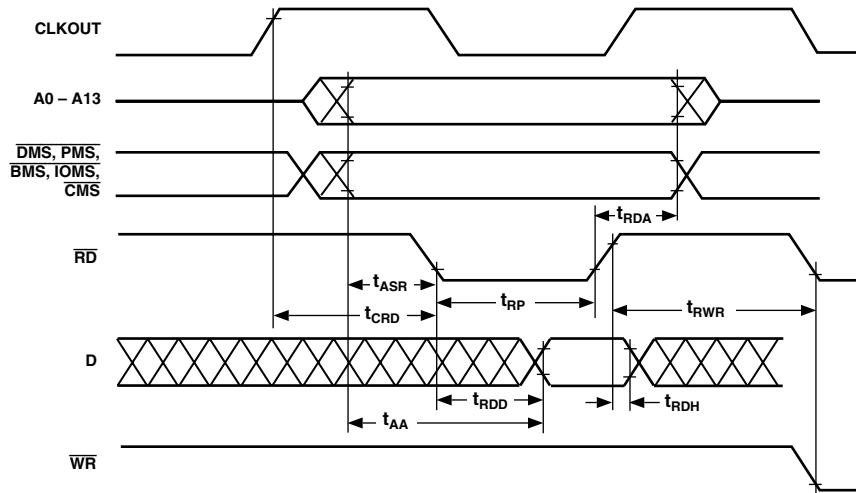 CLKOUT
A0 – A13
DMS, PMS,
BMS, IOMS,
CMS
tRDA
RD
tASR
tCRD
tRP
tRWR
D
tRDD
tRDH
tAA
WR